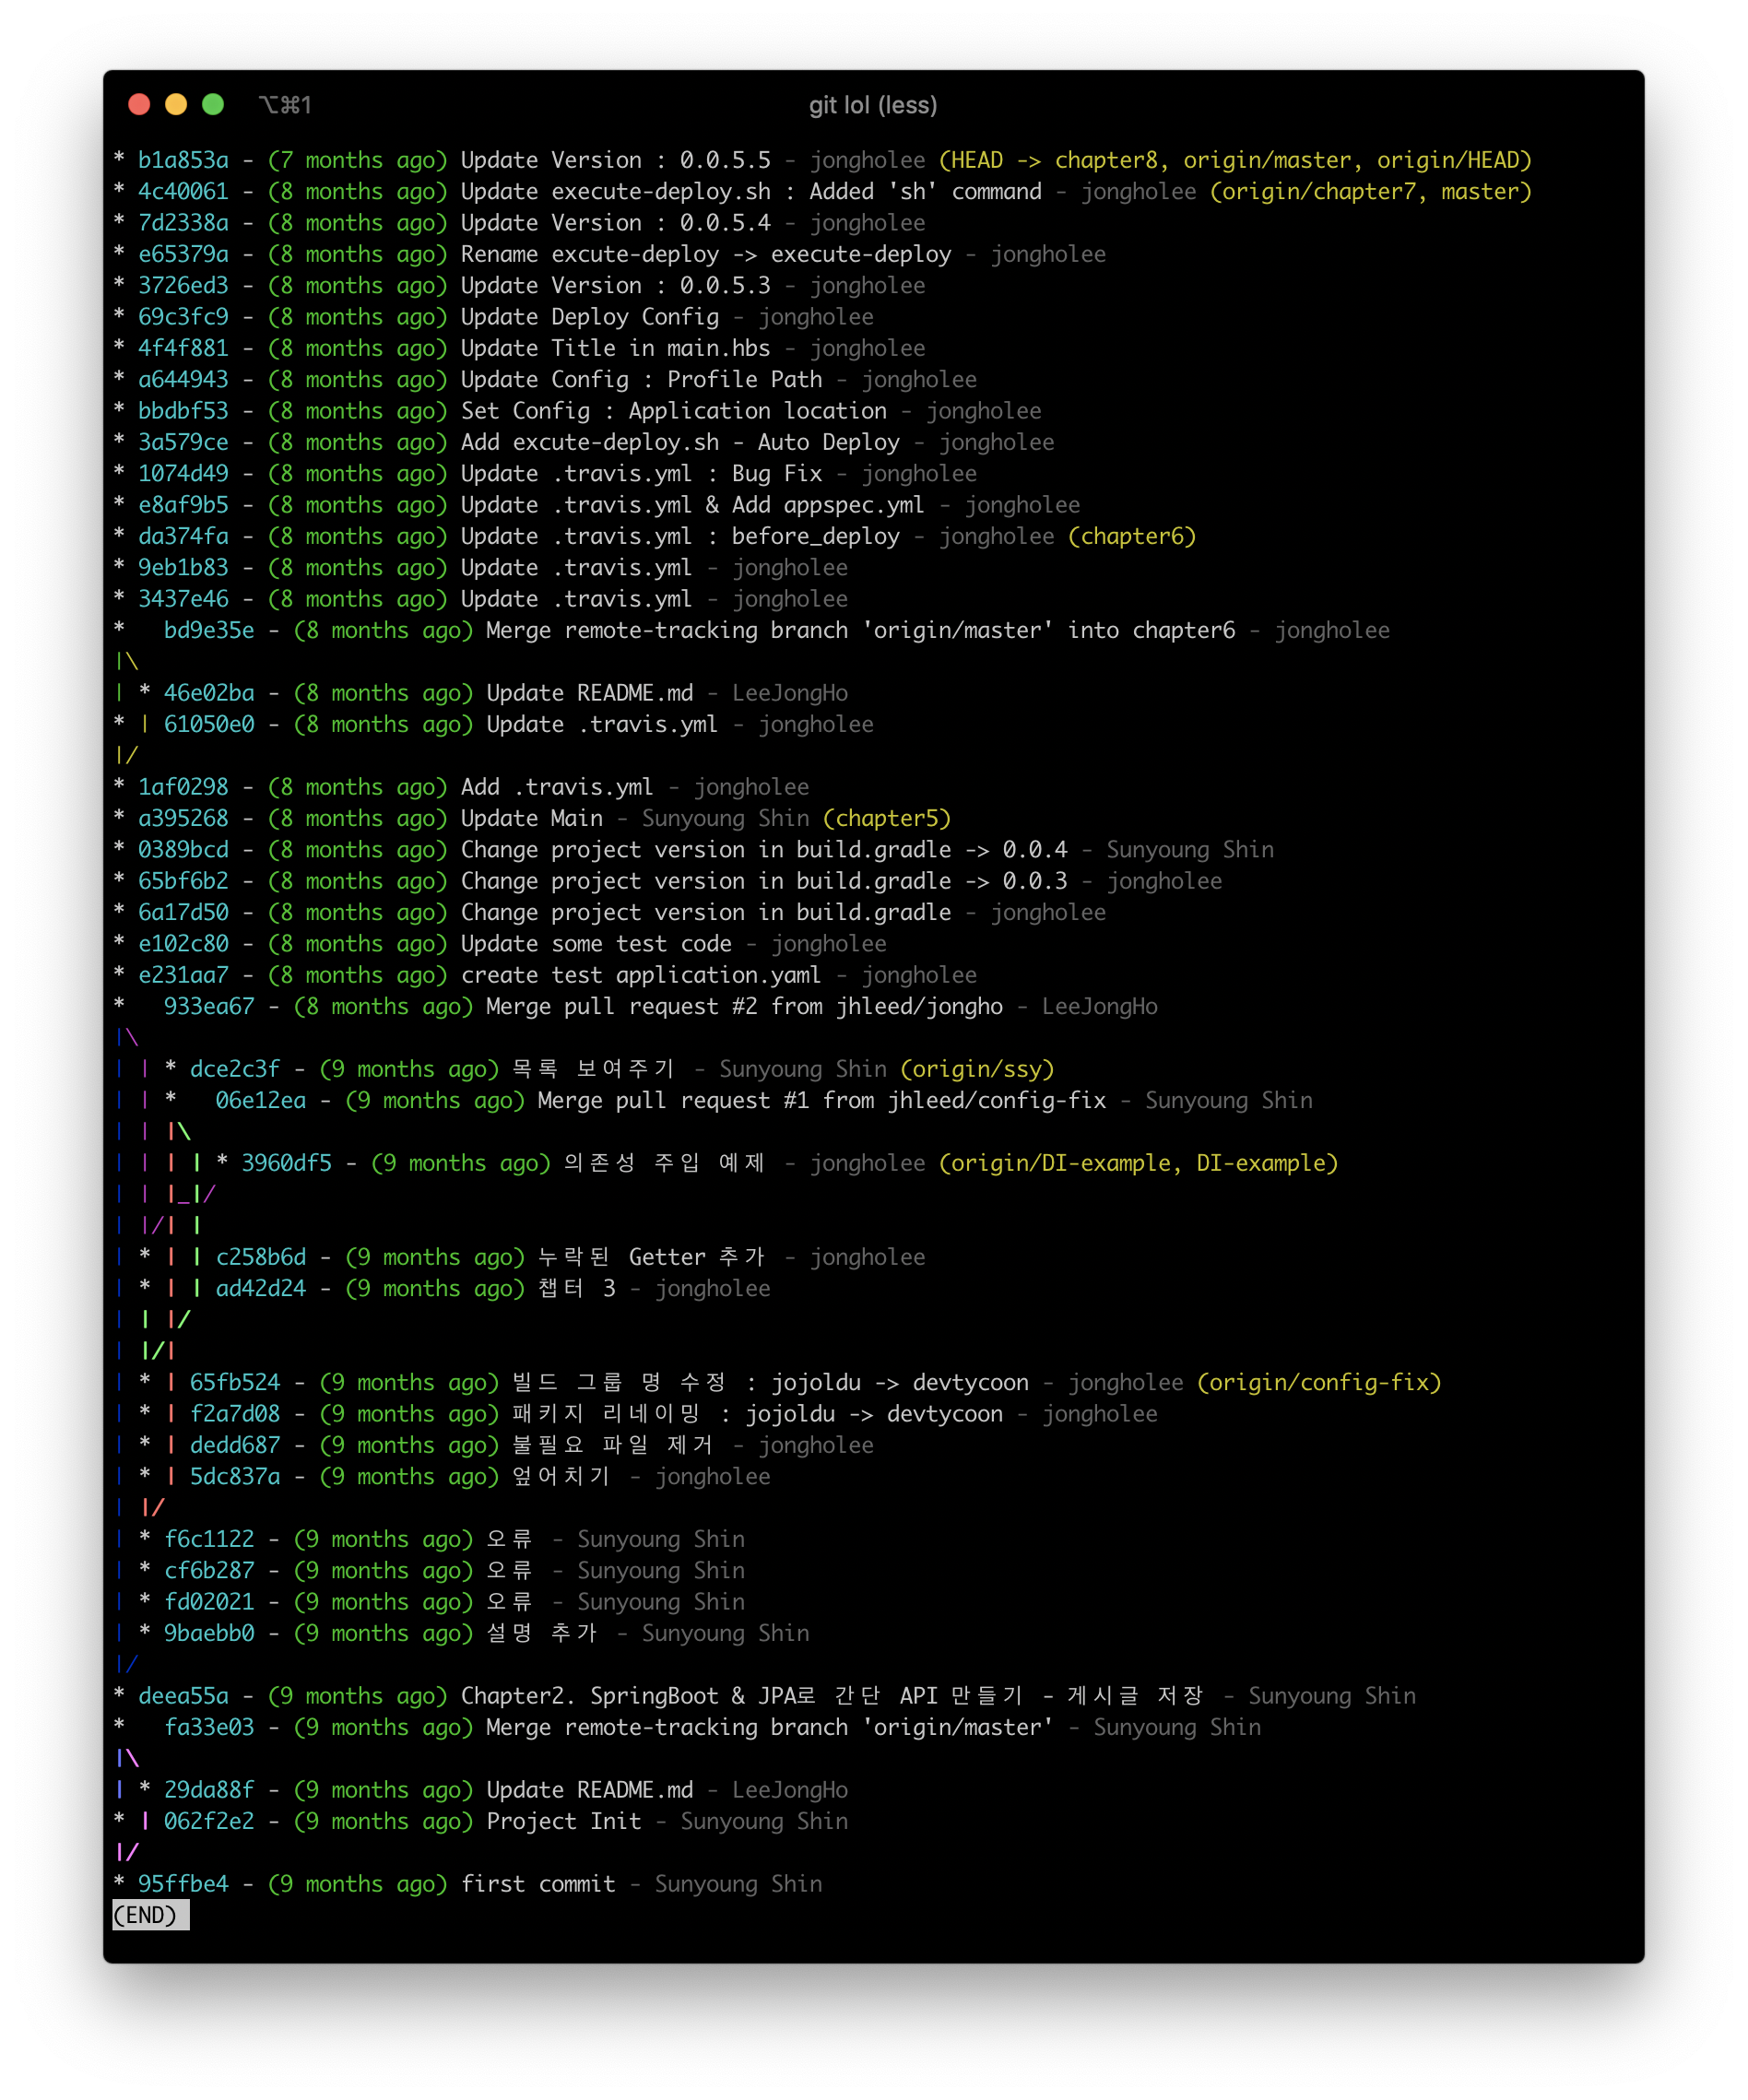 ⌥⌘1 git lol (less)
* b1a853a - (7 months ago) Update Version : 0.0.5.5 - jongholee (HEAD -> chapter8, origin/master, origin/HEAD)
* 4c40061 - (8 months ago) Update execute-deploy.sh : Added 'sh' command - jongholee (origin/chapter7, master)
* 7d2338a - (8 months ago) Update Version : 0.0.5.4 - jongholee
* e65379a - (8 months ago) Rename excute-deploy -> execute-deploy - jongholee
* 3726ed3 - (8 months ago) Update Version : 0.0.5.3 - jongholee
* 69c3fc9 - (8 months ago) Update Deploy Config - jongholee
* 4f4f881 - (8 months ago) Update Title in main.hbs - jongholee
* a644943 - (8 months ago) Update Config : Profile Path - jongholee
* bbdbf53 - (8 months ago) Set Config : Application location - jongholee
* 3a579ce - (8 months ago) Add excute-deploy.sh - Auto Deploy - jongholee
* 1074d49 - (8 months ago) Update .travis.yml : Bug Fix - jongholee
* e8af9b5 - (8 months ago) Update .travis.yml & Add appspec.yml - jongholee
* da374fa - (8 months ago) Update .travis.yml : before_deploy - jongholee (chapter6)
* 9eb1b83 - (8 months ago) Update .travis.yml - jongholee
* 3437e46 - (8 months ago) Update .travis.yml - jongholee
*   bd9e35e - (8 months ago) Merge remote-tracking branch 'origin/master' into chapter6 - jongholee
|\
| * 46e02ba - (8 months ago) Update README.md - LeeJongHo
* | 61050e0 - (8 months ago) Update .travis.yml - jongholee
|/
* 1af0298 - (8 months ago) Add .travis.yml - jongholee
* a395268 - (8 months ago) Update Main - Sunyoung Shin (chapter5)
* 0389bcd - (8 months ago) Change project version in build.gradle -> 0.0.4 - Sunyoung Shin
* 65bf6b2 - (8 months ago) Change project version in build.gradle -> 0.0.3 - jongholee
* 6a17d50 - (8 months ago) Change project version in build.gradle - jongholee
* e102c80 - (8 months ago) Update some test code - jongholee
* e231aa7 - (8 months ago) create test application.yaml - jongholee
*   933ea67 - (8 months ago) Merge pull request #2 from jhleed/jongho - LeeJongHo
|\
| | * dce2c3f - (9 months ago) 목록 보여주기 - Sunyoung Shin (origin/ssy)
| | *   06e12ea - (9 months ago) Merge pull request #1 from jhleed/config-fix - Sunyoung Shin
| | |\
| | | | * 3960df5 - (9 months ago) 의존성 주입 예제 - jongholee (origin/DI-example, DI-example)
| | |_|/
| |/| |
| * | | c258b6d - (9 months ago) 누락된 Getter 추가 - jongholee
| * | | ad42d24 - (9 months ago) 챕터 3 - jongholee
| | |/
| |/|
| * | 65fb524 - (9 months ago) 빌드 그룹 명 수정 : jojoldu -> devtycoon - jongholee (origin/config-fix)
| * | f2a7d08 - (9 months ago) 패키지 리네이밍 : jojoldu -> devtycoon - jongholee
| * | dedd687 - (9 months ago) 불필요 파일 제거 - jongholee
| * | 5dc837a - (9 months ago) 엎어치기 - jongholee
| |/
| * f6c1122 - (9 months ago) 오류 - Sunyoung Shin
| * cf6b287 - (9 months ago) 오류 - Sunyoung Shin
| * fd02021 - (9 months ago) 오류 - Sunyoung Shin
| * 9baebb0 - (9 months ago) 설명 추가 - Sunyoung Shin
|/
* deea55a - (9 months ago) Chapter2. SpringBoot & JPA로 간단 API 만들기 - 게시글 저장 - Sunyoung Shin
*   fa33e03 - (9 months ago) Merge remote-tracking branch 'origin/master' - Sunyoung Shin
|\
| * 29da88f - (9 months ago) Update README.md - LeeJongHo
* | 062f2e2 - (9 months ago) Project Init - Sunyoung Shin
|/
* 95ffbe4 - (9 months ago) first commit - Sunyoung Shin
(END)